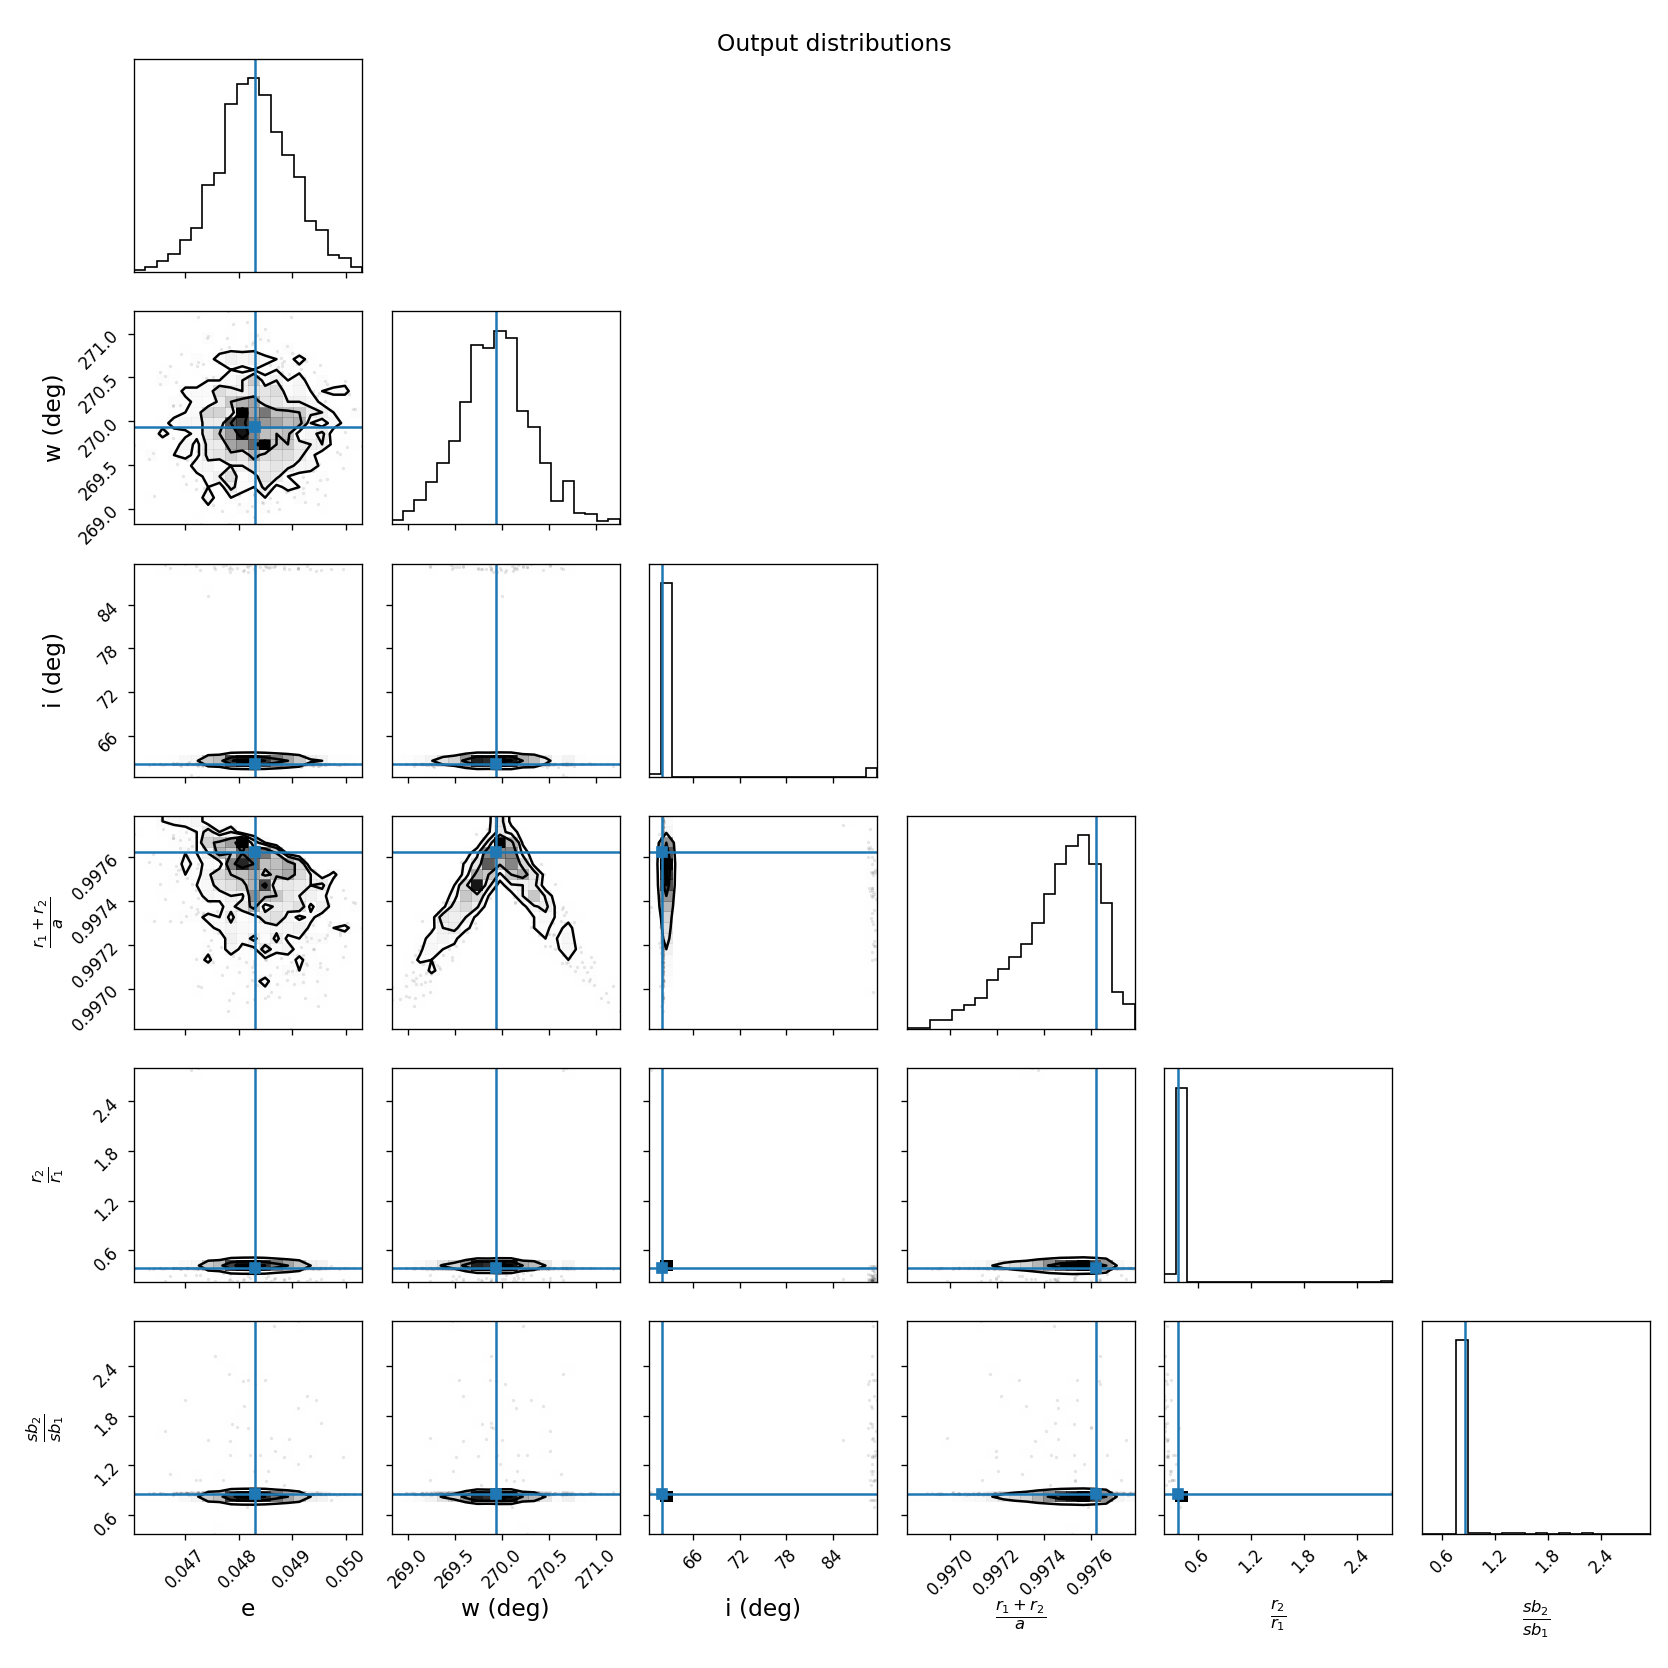 Output distributions
w (deg)
271.0
270.5
270.0
269.5
269.0
i (deg)
84
78
72
66
r₁ + r₂ / a
0.9976
0.9974
0.9972
0.9970
r₂ / r₁
2.4
1.8
1.2
0.6
sb₂ / sb₁
2.4
1.8
1.2
0.6
0.047 0.048 0.049 0.050 269.0 269.5 270.0 270.5 271.0 66 72 78 84 0.9970 0.9972 0.9974 0.9976 0.6 1.2 1.8 2.4 0.6 1.2 1.8 2.4
e w (deg) i (deg) r₁ + r₂ / a r₂ / r₁ sb₂ / sb₁